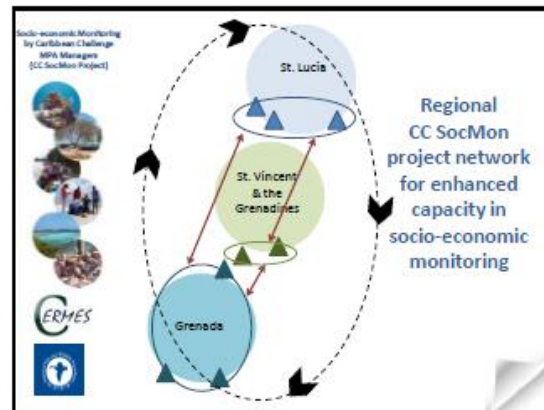 Socio-economic Monitoring
by Caribbean Challenge
MPA Managers
(CC SocMon Project)
St. Lucia
St. Vincent
& the
Grenadines
Grenada
Regional
CC SocMon
project network
for enhanced
capacity in
socio-economic
monitoring
CERMES